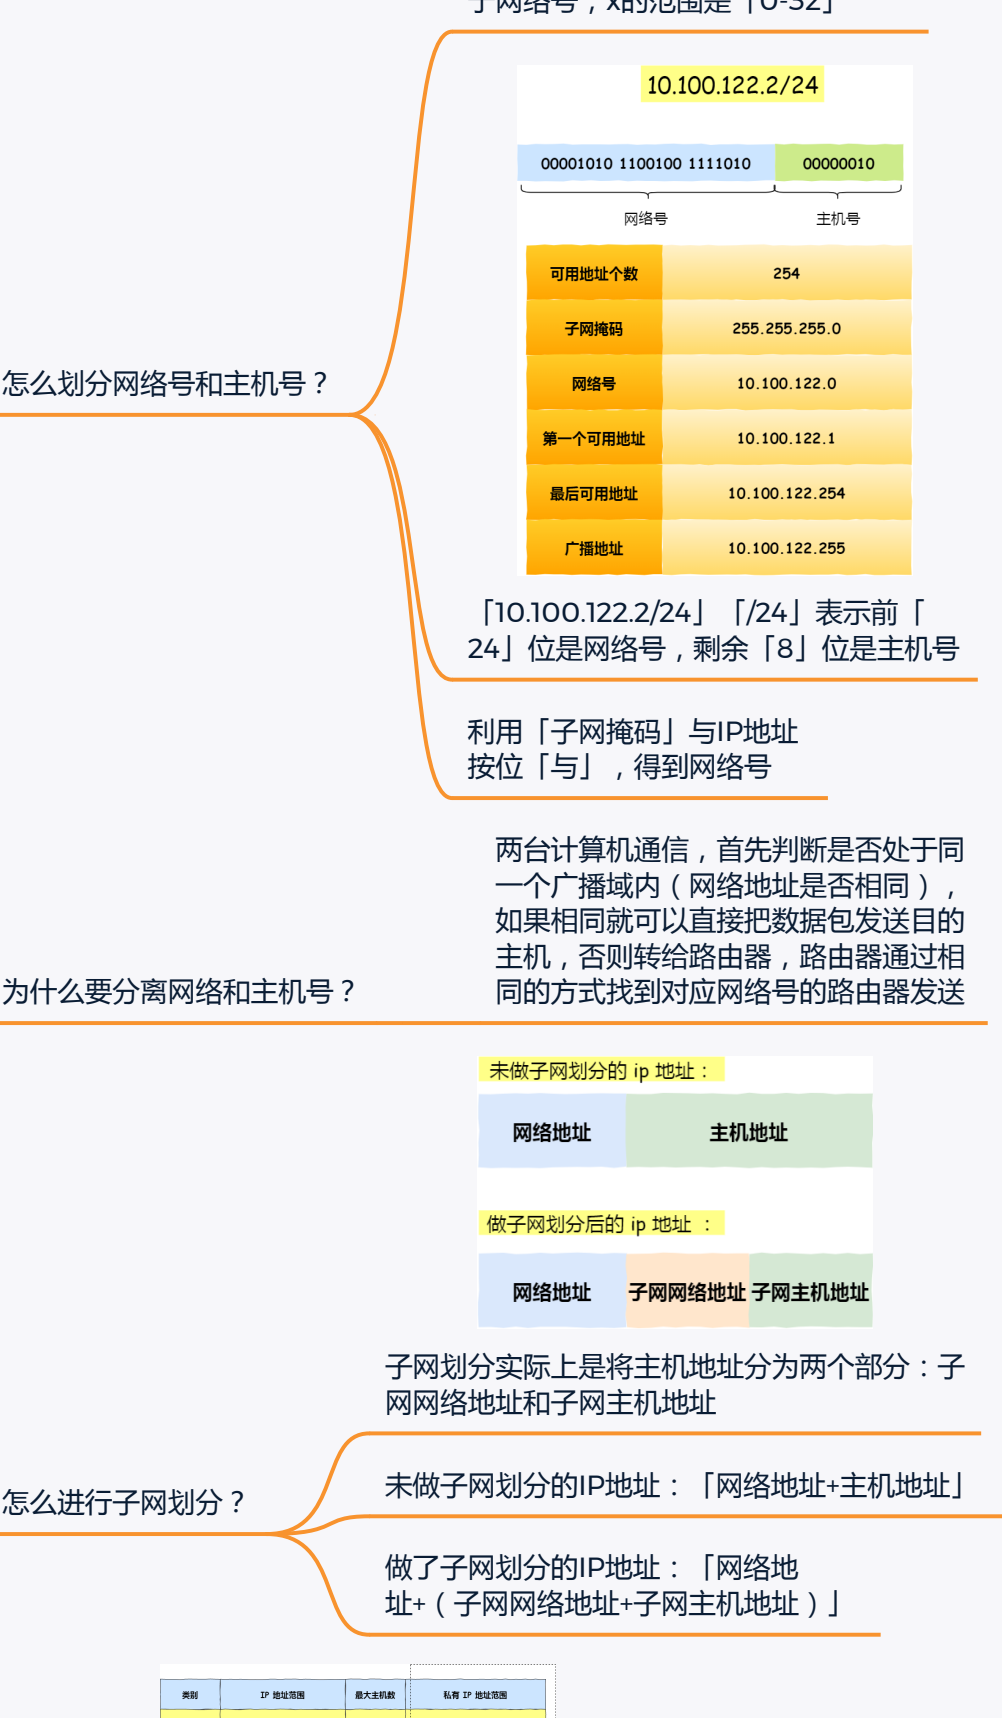 子网络号，x的范围是「0-32」
10.100.122.2/24
00001010 1100100 1111010 00000010
网络号 主机号
可用地址个数 254
子网掩码 255.255.255.0
网络号 10.100.122.0
第一个可用地址 10.100.122.1
最后可用地址 10.100.122.254
广播地址 10.100.122.255
怎么划分网络号和主机号？
「10.100.122.2/24」「/24」表示前「
24」位是网络号，剩余「8」位是主机号
利用「子网掩码」与IP地址
按位「与」，得到网络号
为什么要分离网络和主机号？
两台计算机通信，首先判断是否处于同
一个广播域内（网络地址是否相同），
如果相同就可以直接把数据包发送目的
主机，否则转给路由器，路由器通过相
同的方式找到对应网络号的路由器发送
未做子网划分的 ip 地址：
网络地址 主机地址
做子网划分后的 ip 地址 ：
网络地址 子网网络地址 子网主机地址
怎么进行子网划分？
子网划分实际上是将主机地址分为两个部分：子
网网络地址和子网主机地址
未做子网划分的IP地址：「网络地址+主机地址」
做了子网划分的IP地址：「网络地
址+（子网网络地址+子网主机地址）」
类别 IP 地址范围 最大主机数 私有 IP 地址范围